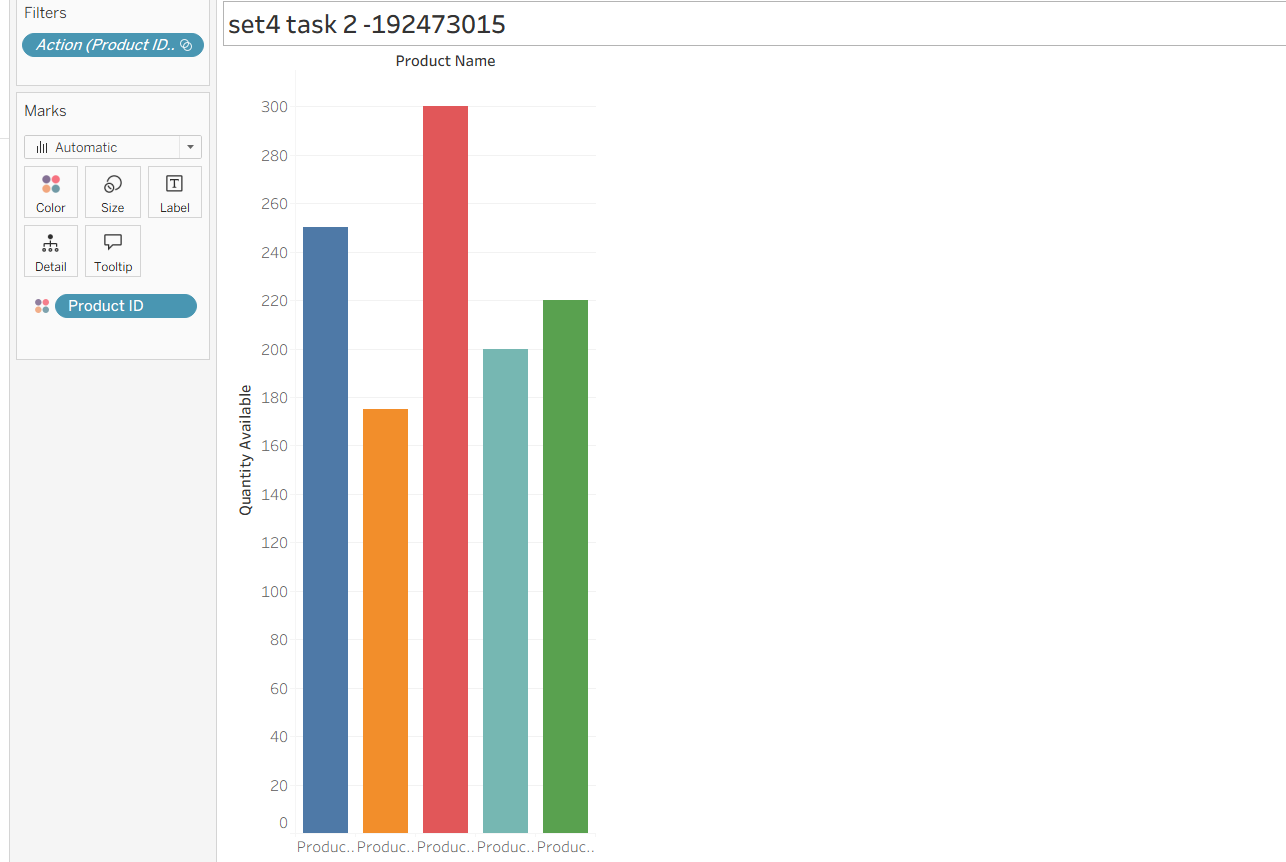 Filters
Action (Product ID..
Marks
Automatic
Color
Size
Label
Detail
Tooltip
Product ID
set4 task 2 -192473015
Product Name
Quantity Available
300
280
260
240
220
200
180
160
140
120
100
80
60
40
20
0
Produc.. Produc.. Produc.. Produc.. Produc..